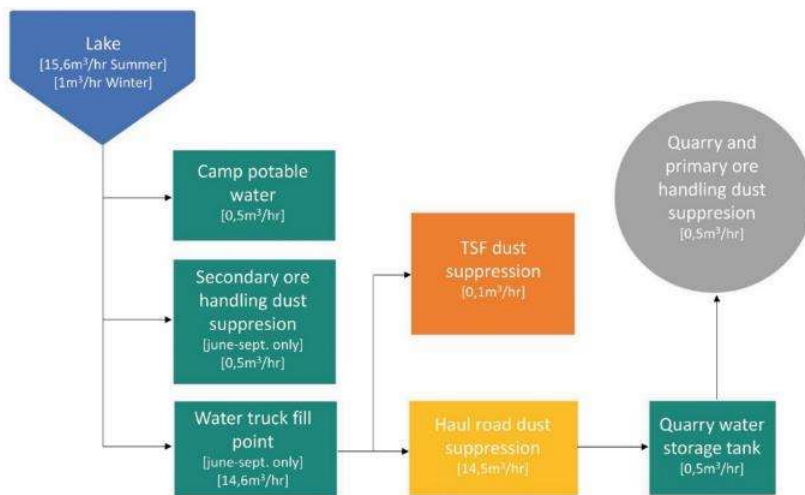 Lake
[15,6m³/hr Summer]
[1m³/hr Winter]
Camp potable
water
[0,5m³/hr]
Secondary ore
handling dust
suppresion
[june-sept. only]
[0,5m³/hr]
Water truck fill
point
[june-sept. only]
[14,6m³/hr]
TSF dust
suppression
[0,1m³/hr]
Haul road dust
suppression
[14,5m³/hr]
Quarry and
primary ore
handling dust
suppresion
[0,5m³/hr]
Quarry water
storage tank
[0,5m³/hr]